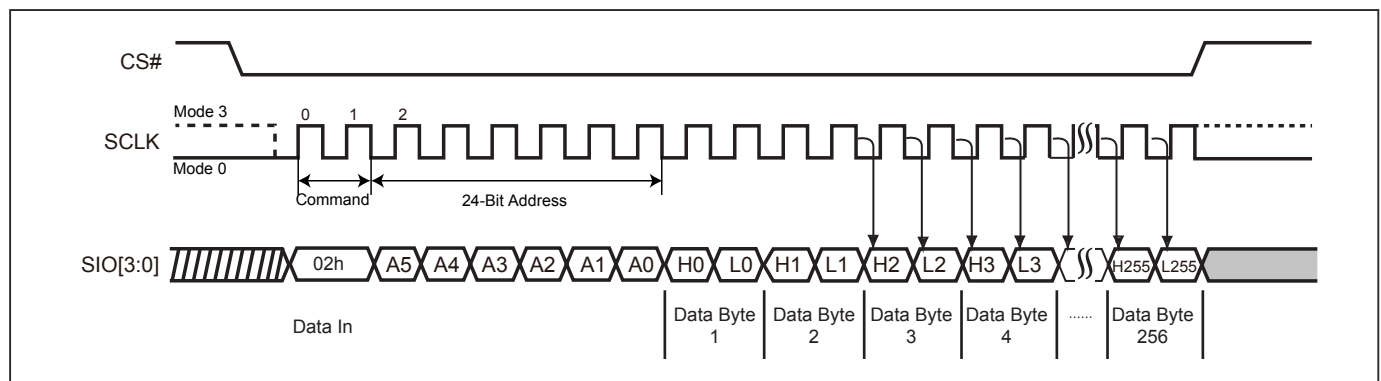 CS#
Mode 3
0 1 2
SCLK
Mode 0
Command
24-Bit Address
SIO[3:0]
02h A5 A4 A3 A2 A1 A0 H0 L0 H1 L1 H2 L2 H3 L3 H255 L255
Data In
Data Byte 1
Data Byte 2
Data Byte 3
Data Byte 4
......
Data Byte 256